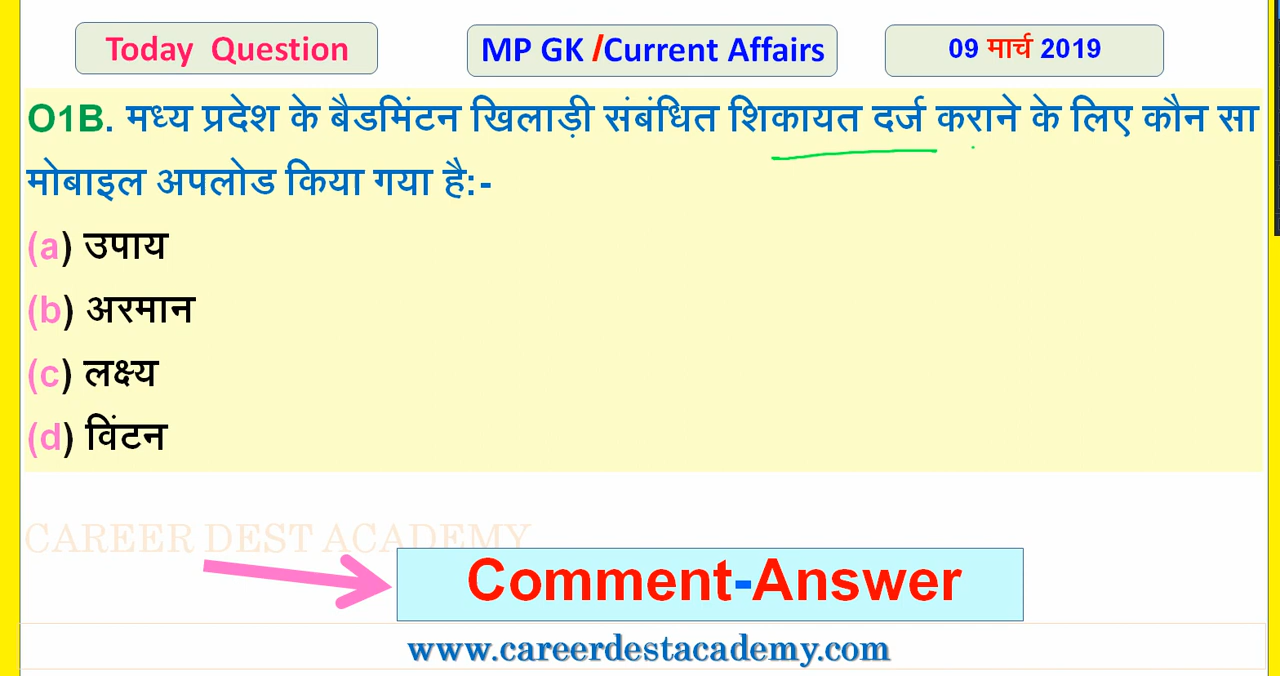 Today Question
MP GK /Current Affairs
09 मार्च 2019
O1B. मध्य प्रदेश के बैडमिंटन खिलाड़ी संबंधित शिकायत दर्ज कराने के लिए कौन सा
मोबाइल अपलोड किया गया है:-
(a) उपाय
(b) अरमान
(c) लक्ष्य
(d) विंटन
CAREER DEST ACADEMY
Comment-Answer
www.careerdestacademy.com